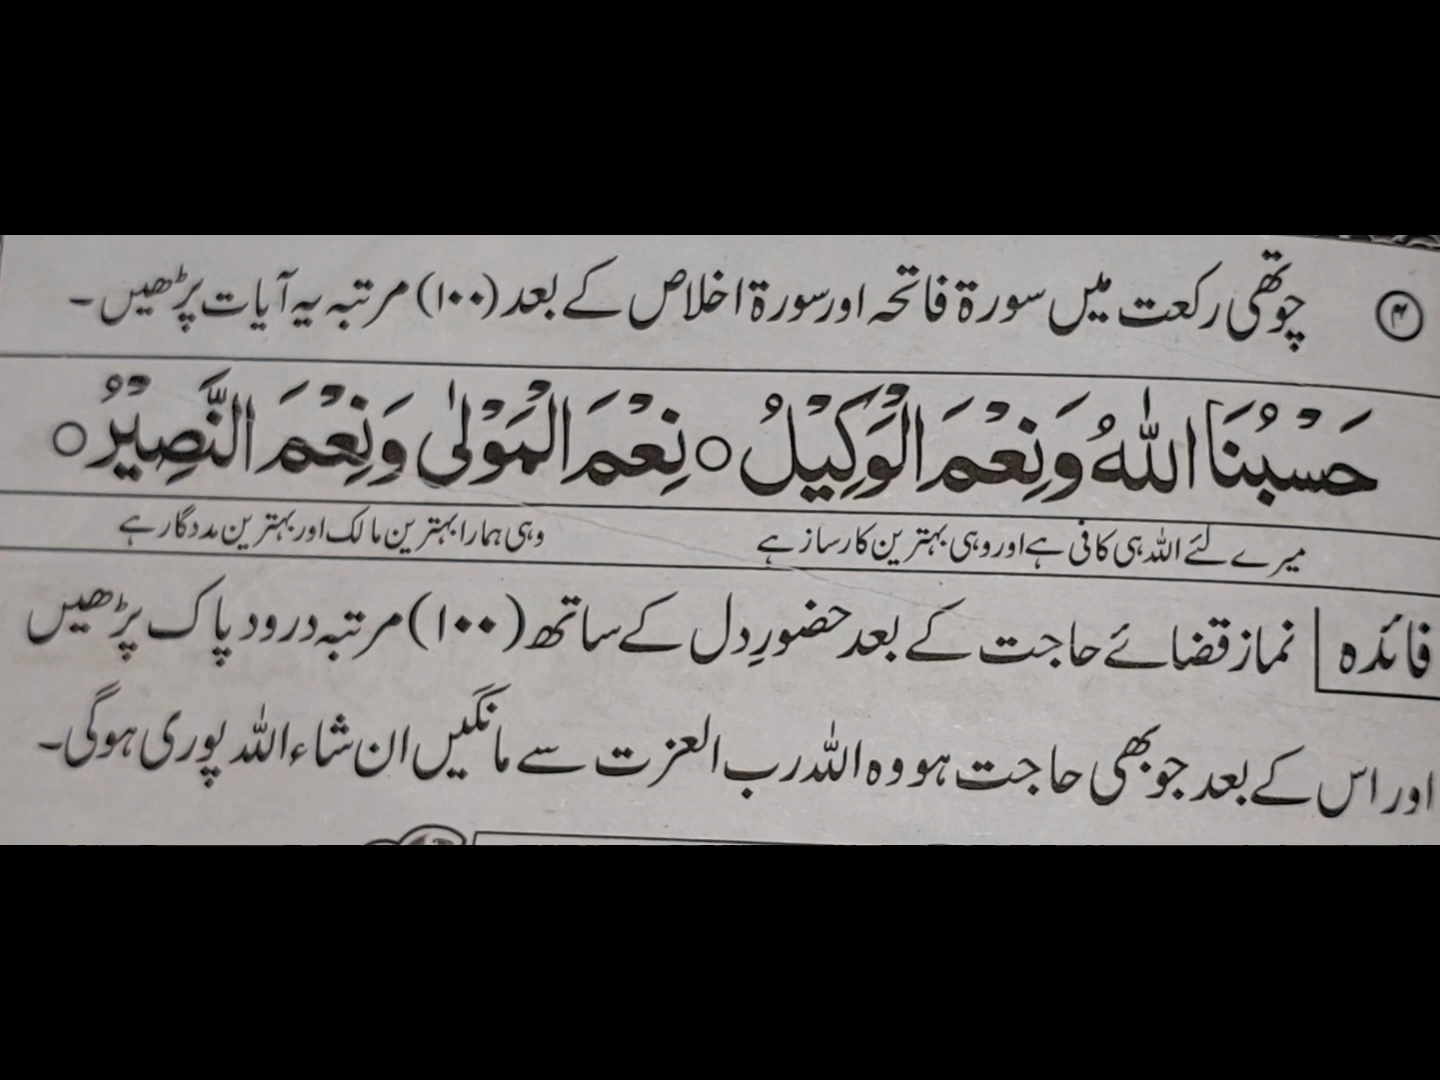 ④ چوتھی رکعت میں سورۃ فاتحہ اور سورۃ اخلاص کے بعد (۱۰۰) مرتبہ یہ آیات پڑھیں۔
حَسْبُنَا اللّٰهُ وَنِعْمَ الْوَكِيْلُ ○ نِعْمَ الْمَوْلٰى وَنِعْمَ النَّصِيْرُ ○
میرے لئے اللہ ہی کافی ہے اور وہی بہترین کارساز ہے وہی ہمارا بہترین مالک اور بہترین مددگار ہے
فائدہ نماز قضائے حاجت کے بعد حضورِ دل کے ساتھ (۱۰۰) مرتبہ درود پاک پڑھیں
اور اس کے بعد جو بھی حاجت ہو وہ اللہ رب العزت سے مانگیں ان شاء اللہ پوری ہوگی۔